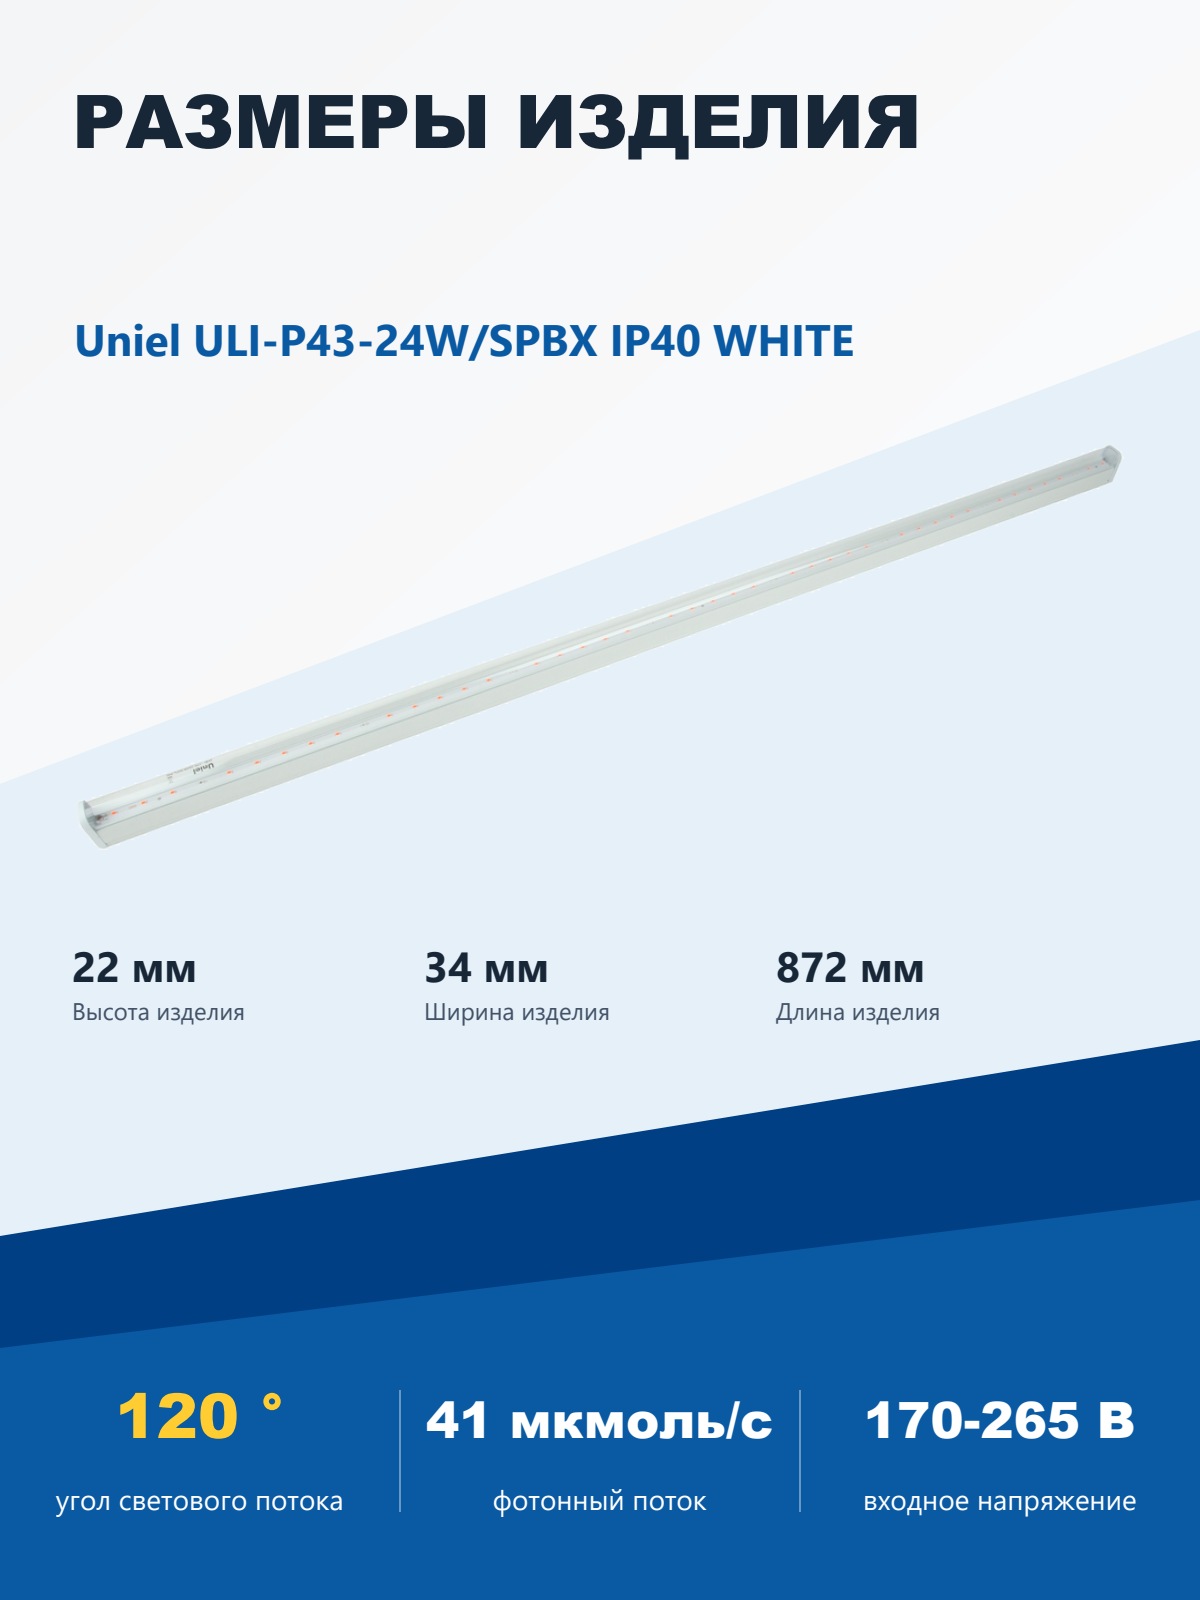 РАЗМЕРЫ ИЗДЕЛИЯ
Uniel ULI-P43-24W/SPBX IP40 WHITE
Uniel
22 мм
34 мм
872 мм
Высота изделия
Ширина изделия
Длина изделия
120 °
41 мкмоль/с
170-265 В
угол светового потока
фотонный поток
входное напряжение